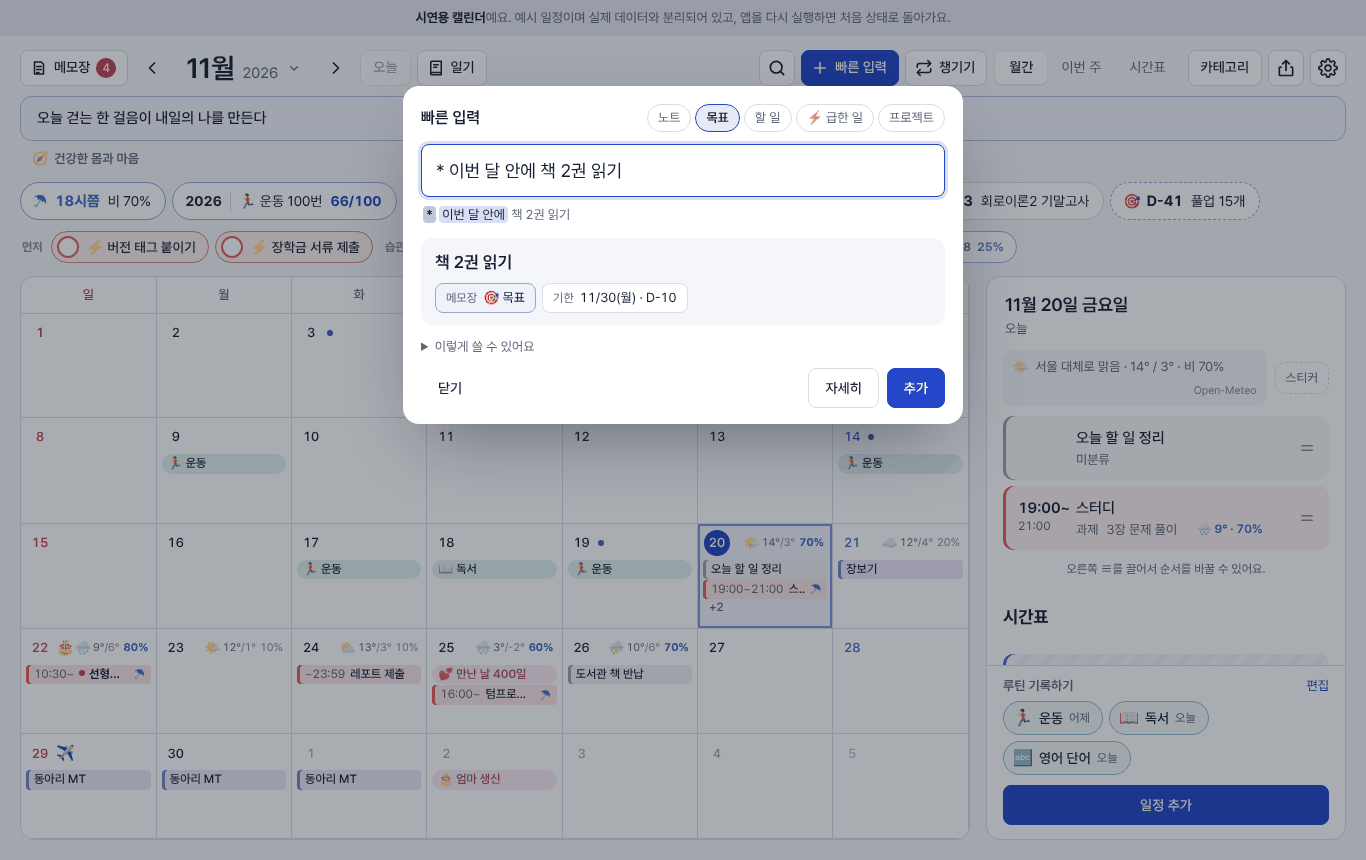 시연용 캘린더예요. 예시 일정이며 실제 데이터와 분리되어 있고, 앱을 다시 실행하면 처음 상태로 돌아가요.
메모장 4
11월 2026
오늘
일기
+ 빠른 입력
챙기기
월간
이번 주
시간표
카테고리
오늘 걷는 한 걸음이 내일의 나를 만든다
🧭 건강한 몸과 마음
18시쯤 비 70%
2026 🏃 운동 100번 66/100
3 회로이론2 기말고사
🎯 D-41 풀업 15개
먼저
⚡ 버전 태그 붙이기
⚡ 장학금 서류 제출
습관
8 25%
빠른 입력
노트
목표
할 일
⚡ 급한 일
프로젝트
* 이번 달 안에 책 2권 읽기
* 이번 달 안에 책 2권 읽기
책 2권 읽기
메모장 🎯 목표
기한 11/30(월) · D-10
▶ 이렇게 쓸 수 있어요
닫기
자세히
추가
일 월 화
1 2 3
8 9 10 11 12 13 14
🏃 운동
🏃 운동
15 16 17 18 19 20 14°/3° 70% 21 12°/4° 20%
🏃 운동
📖 독서
🏃 운동
오늘 할 일 정리
19:00~21:00 스..
+2
장보기
22 9°/6° 80% 23 12°/1° 10% 24 13°/3° 10% 25 3°/-2° 60% 26 10°/6° 70% 27 28
10:30~ 선형...
~23:59 레포트 제출
💕 만난 날 400일
16:00~ 텀프로...
도서관 책 반납
29 30 1 2 3 4 5
동아리 MT
동아리 MT
동아리 MT
엄마 생신
11월 20일 금요일
오늘
서울 대체로 맑음 · 14° / 3° · 비 70%
Open-Meteo
스티커
오늘 할 일 정리
미분류
19:00~ 스터디
21:00 과제 3장 문제 풀이 9° · 70%
오른쪽 ≡를 끌어서 순서를 바꿀 수 있어요.
시간표
루틴 기록하기
편집
🏃 운동 어제
📖 독서 오늘
🔤 영어 단어 오늘
일정 추가